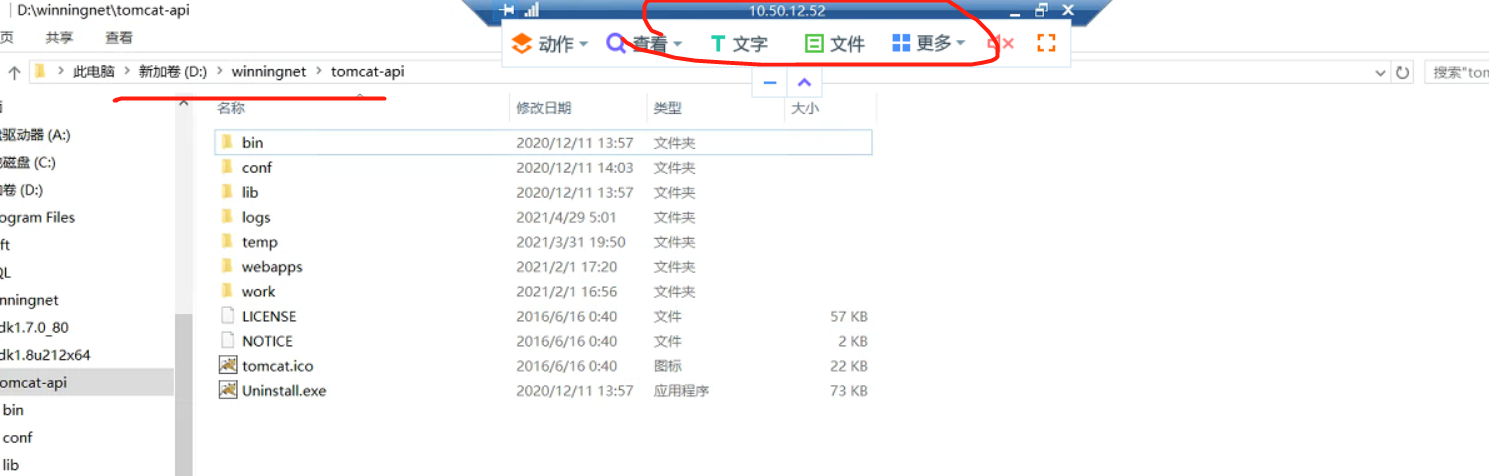 D:\winningnet\tomcat-api
10.50.12.52
页 共享 查看
动作 查看 文字 文件 更多
此电脑 新加卷 (D:) winningnet tomcat-api
搜索"tom
名称 修改日期 类型 大小
驱动器 (A:)
磁盘 (C:)
卷 (D:)
ogram Files
ft
QL
nningnet
dk1.7.0_80
dk1.8u212x64
omcat-api
bin
conf
lib
bin 2020/12/11 13:57 文件夹
conf 2020/12/11 14:03 文件夹
lib 2020/12/11 13:57 文件夹
logs 2021/4/29 5:01 文件夹
temp 2021/3/31 19:50 文件夹
webapps 2021/2/1 17:20 文件夹
work 2021/2/1 16:56 文件夹
LICENSE 2016/6/16 0:40 文件 57 KB
NOTICE 2016/6/16 0:40 文件 2 KB
tomcat.ico 2016/6/16 0:40 图标 22 KB
Uninstall.exe 2020/12/11 13:57 应用程序 73 KB